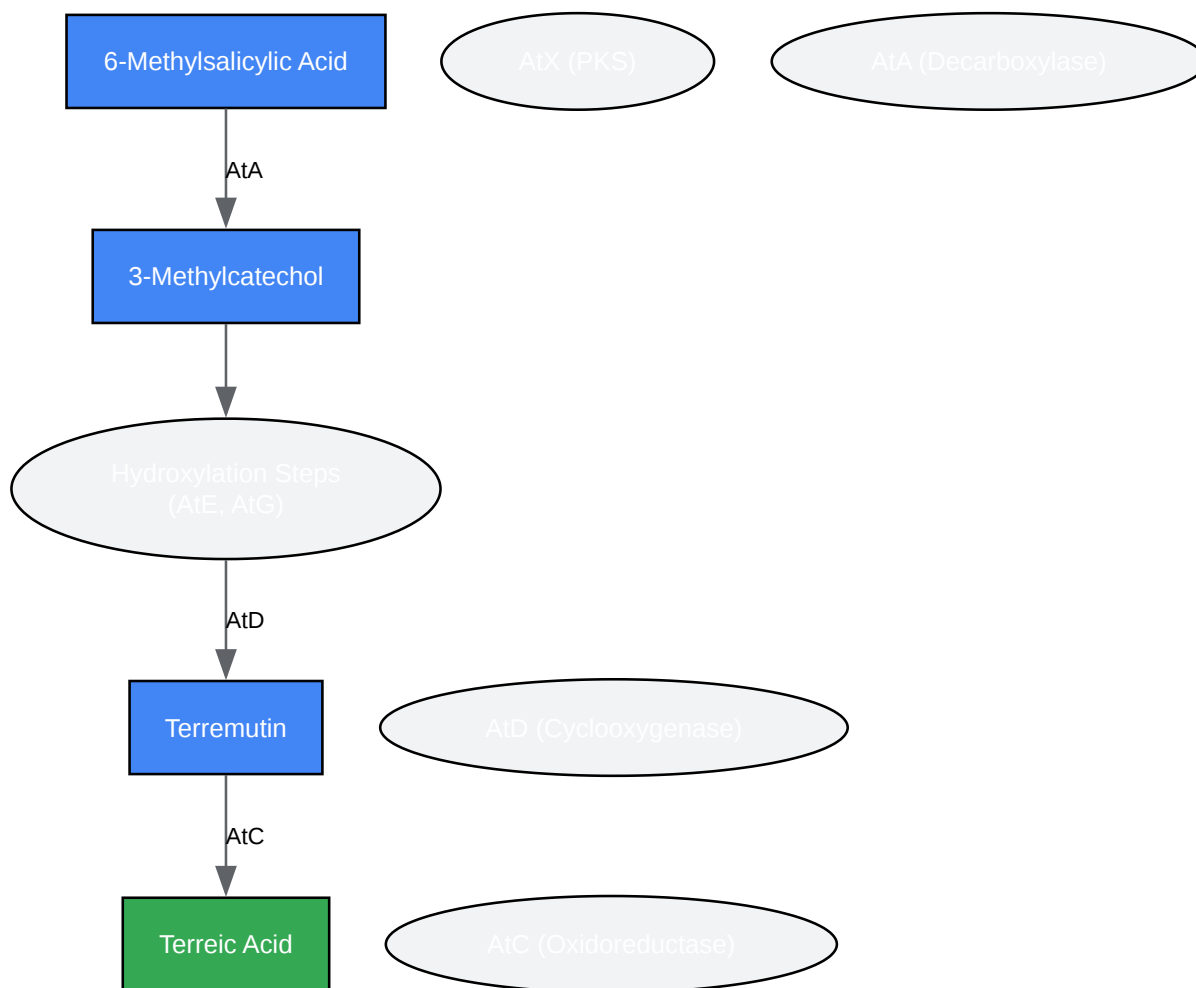 6-Methylsalicylic Acid
AtX (PKS)
AtA (Decarboxylase)
AtA
3-Methylcatechol
Hydroxylation Steps
(AtE, AtG)
AtD
Terremutin
AtD (Cyclooxygenase)
AtC
Terreic Acid
AtC (Oxidoreductase)